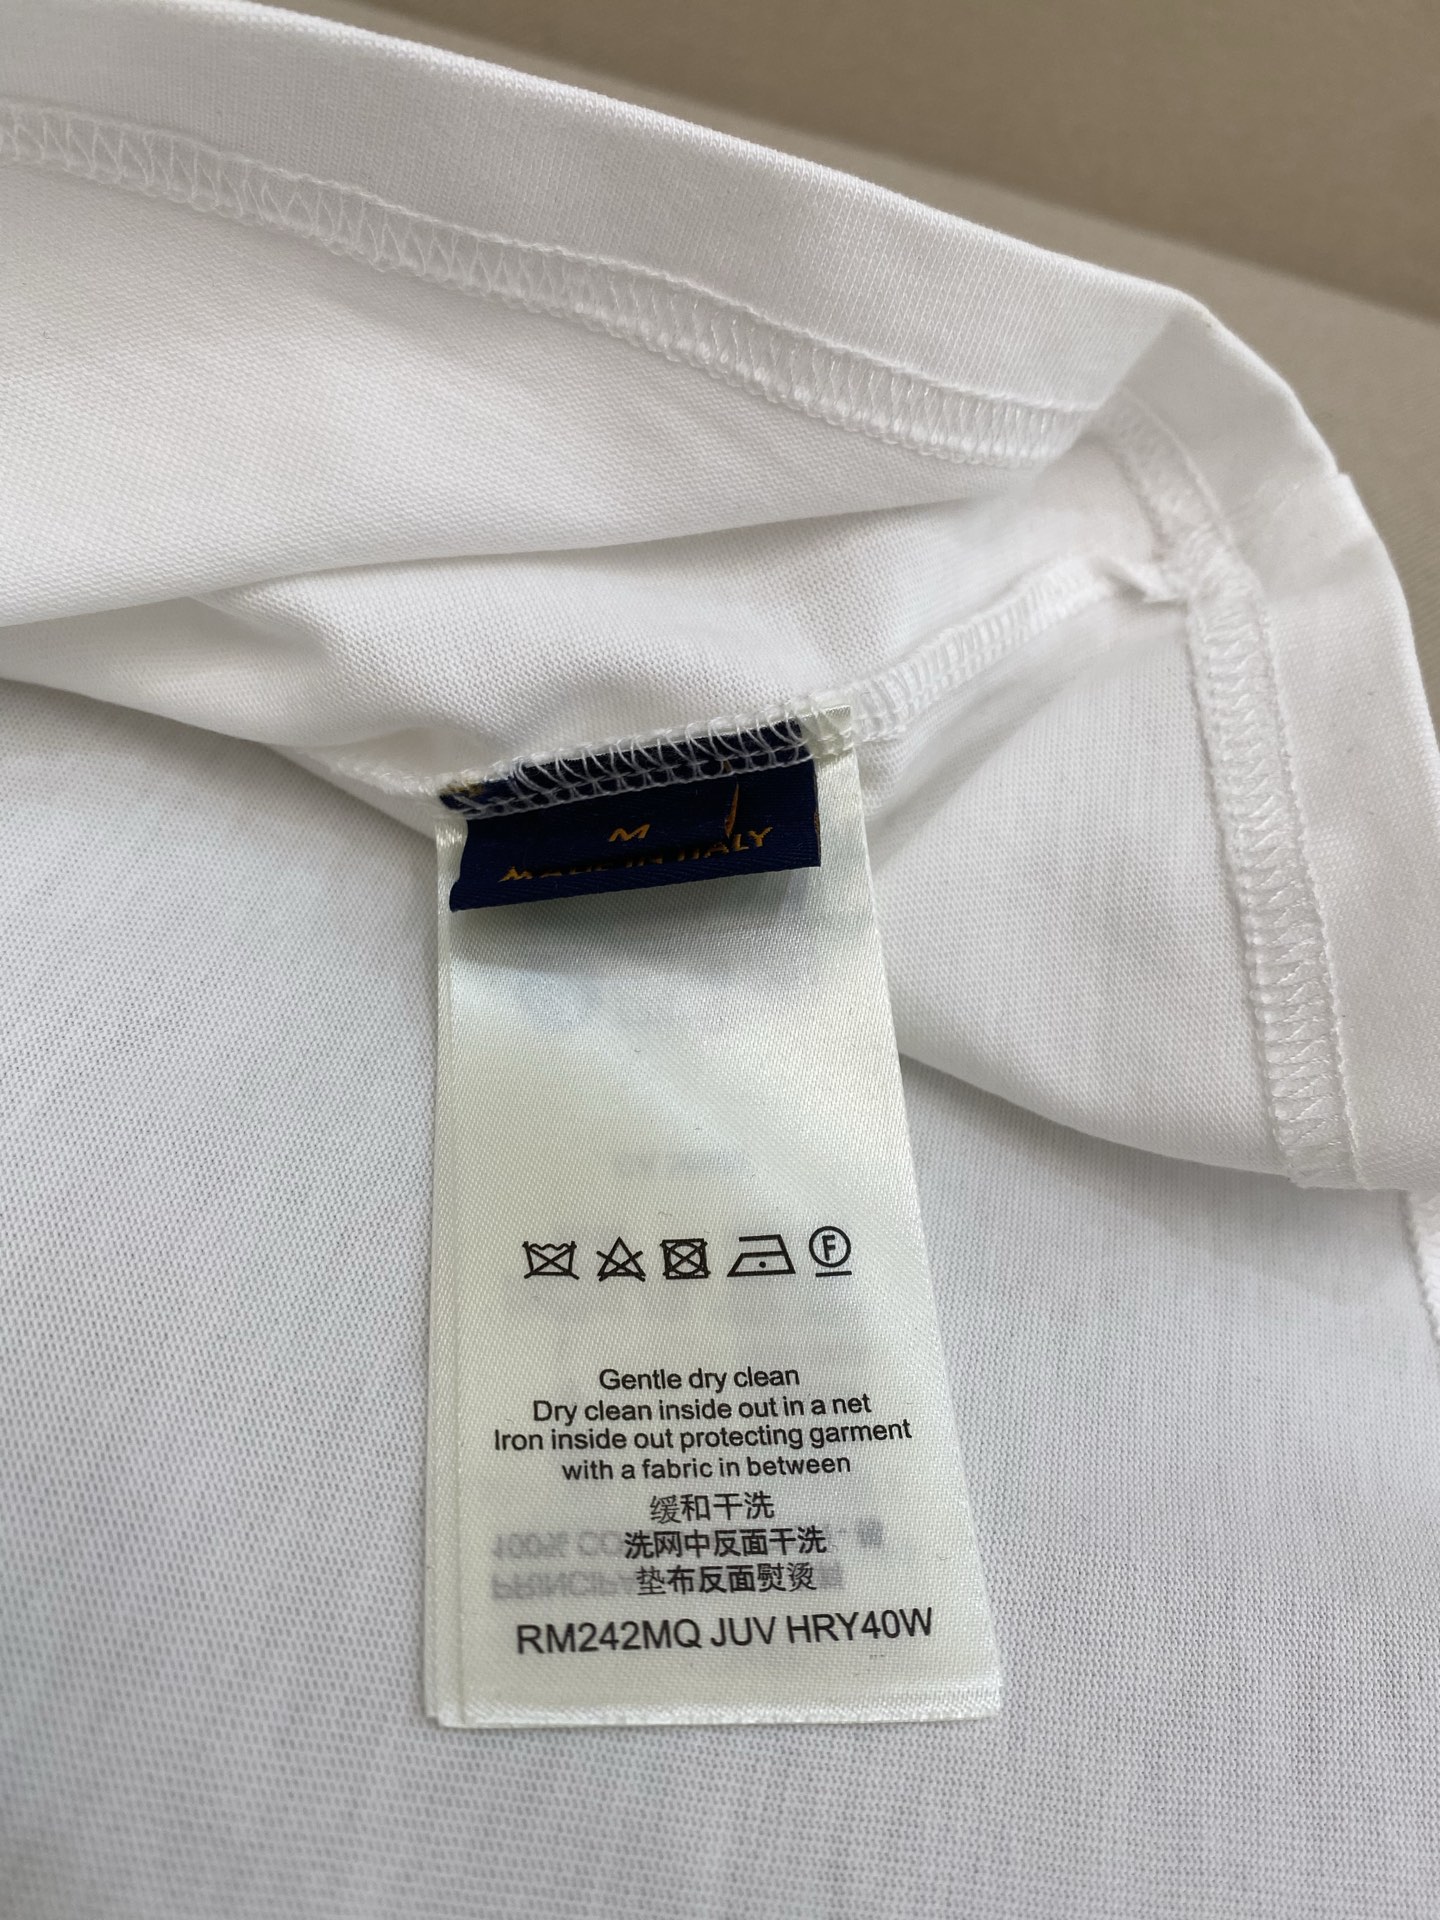 M
MADE IN ITALY
F
Gentle dry clean
Dry clean inside out in a net
Iron inside out protecting garment
with a fabric in between
缓和干洗
洗网中反面干洗
垫布反面熨烫
RM242MQ JUV HRY40W